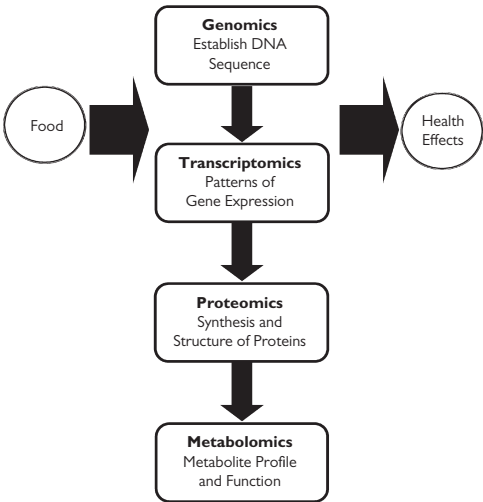 Genomics
Establish DNA
Sequence
Food
Health
Effects
Transcriptomics
Patterns of
Gene Expression
Proteomics
Synthesis and
Structure of Proteins
Metabolomics
Metabolite Profile
and Function